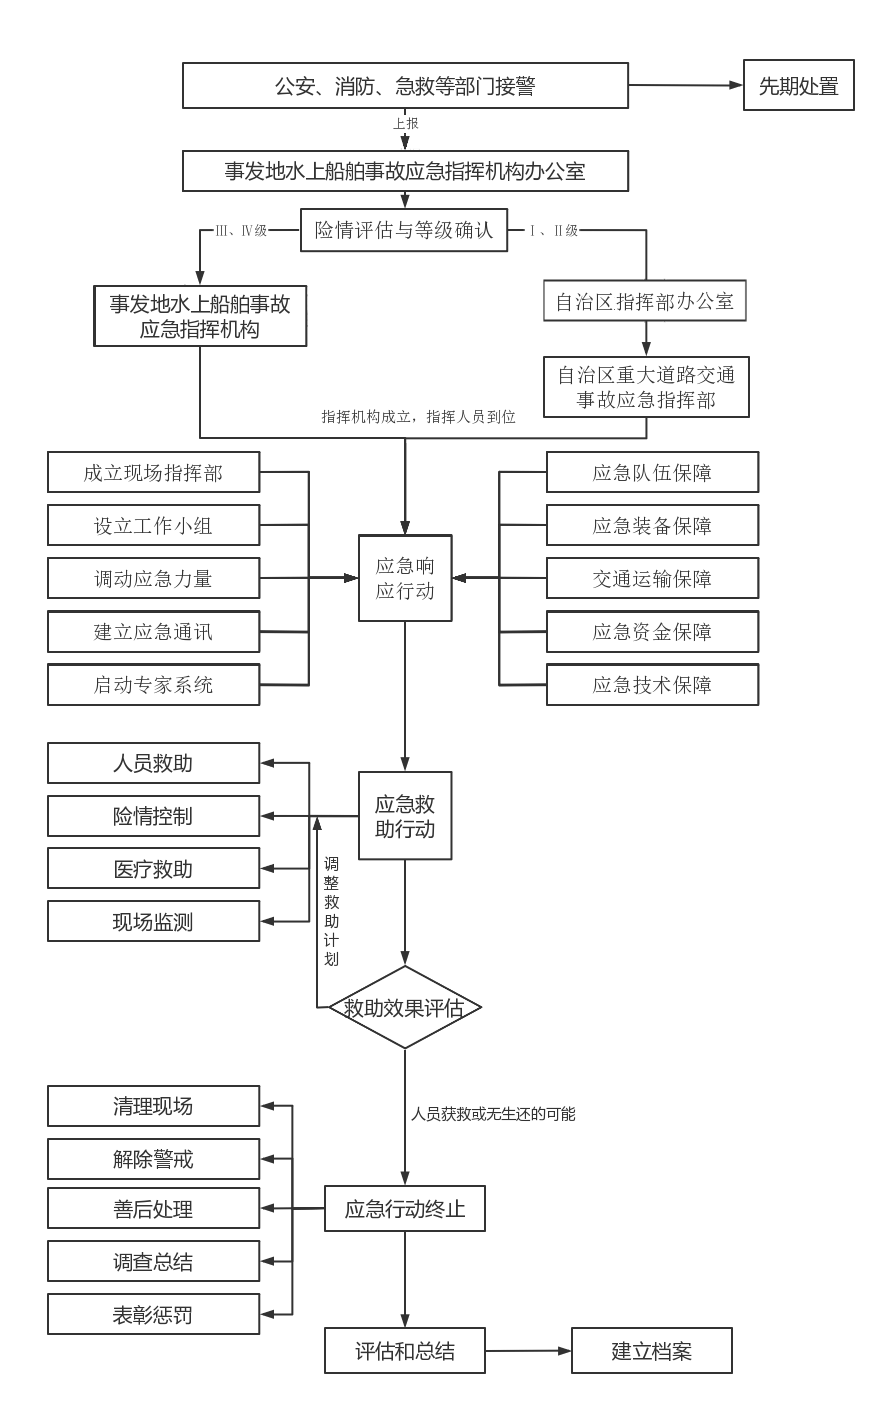 公安、消防、急救等部门接警
先期处置
上报
事发地水上船舶事故应急指挥机构办公室
险情评估与等级确认
Ⅲ、Ⅳ级
Ⅰ、Ⅱ级
事发地水上船舶事故
应急指挥机构
自治区指挥部办公室
自治区重大道路交通
事故应急指挥部
指挥机构成立，指挥人员到位
成立现场指挥部
设立工作小组
调动应急力量
建立应急通讯
启动专家系统
应急响
应行动
应急队伍保障
应急装备保障
交通运输保障
应急资金保障
应急技术保障
人员救助
险情控制
医疗救助
现场监测
应急救
助行动
调
整
救
助
计
划
救助效果评估
人员获救或无生还的可能
清理现场
解除警戒
善后处理
调查总结
表彰惩罚
应急行动终止
评估和总结
建立档案